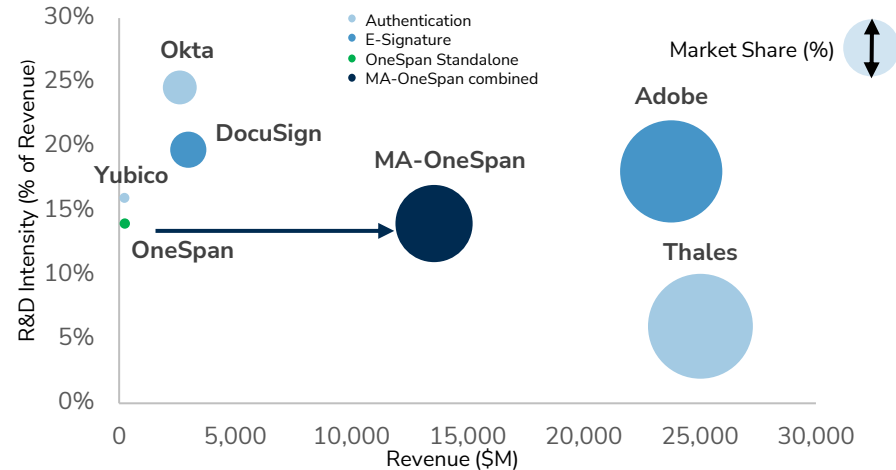 30%
25%
20%
15%
10%
5%
0%
R&D Intensity (% of Revenue)
Authentication
E-Signature
OneSpan Standalone
MA-OneSpan combined
Market Share (%)
Okta
DocuSign
Yubico
OneSpan
MA-OneSpan
Adobe
Thales
0
5,000
10,000
15,000
20,000
25,000
30,000
Revenue ($M)